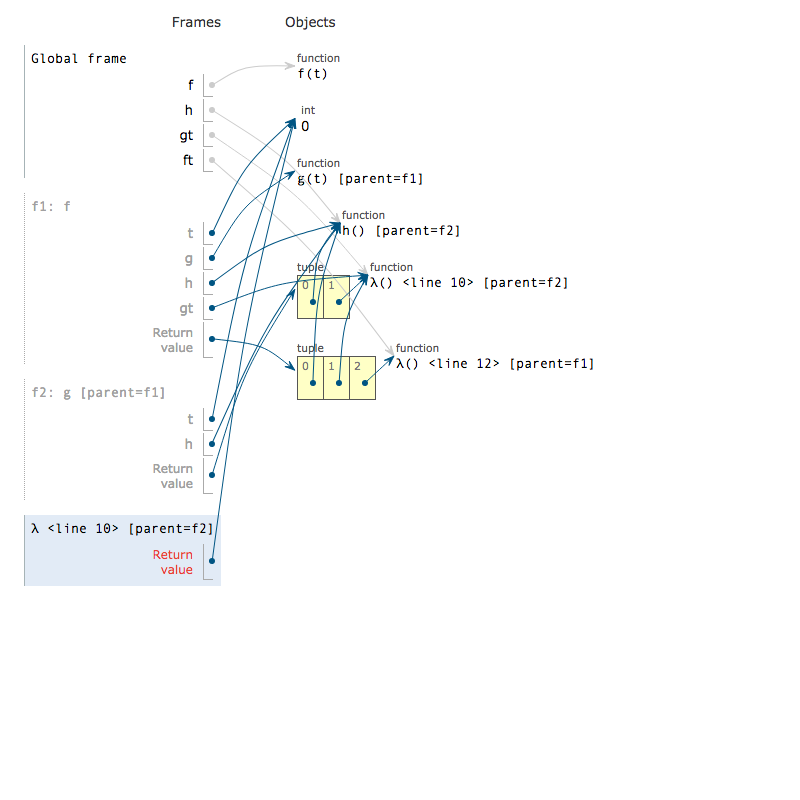 Frames Objects
Global frame
function
f(t)
f
int
h
0
gt
ft
function
g(t) [parent=f1]
f1: f
function
t
h() [parent=f2]
g
tuple
function
h
0 1
λ() <line 10> [parent=f2]
gt
Return
value
tuple
function
0 1 2
λ() <line 12> [parent=f1]
f2: g [parent=f1]
t
h
Return
value
λ <line 10> [parent=f2]
Return
value